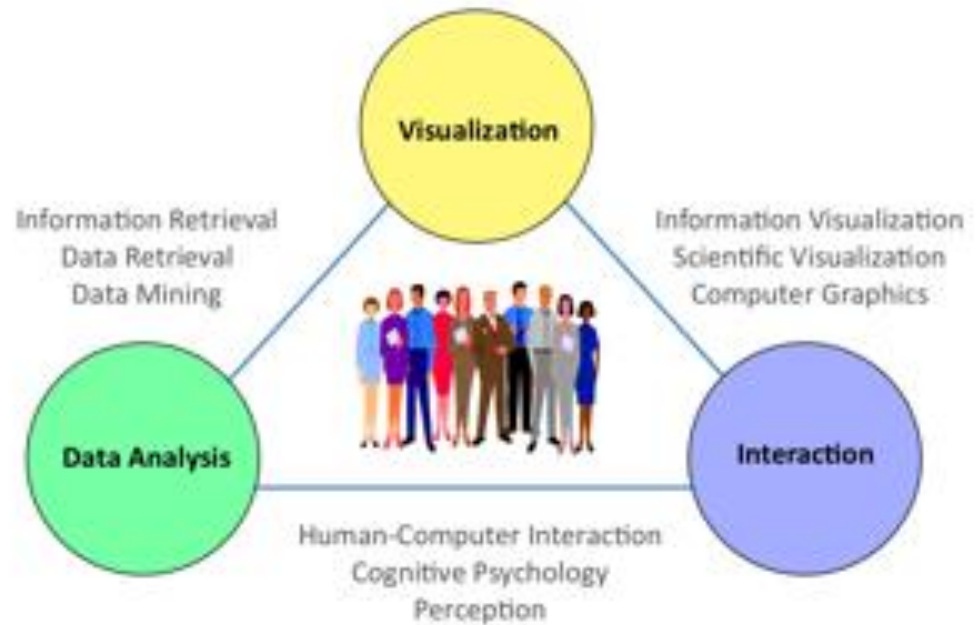 Visualization
Information Retrieval
Data Retrieval
Data Mining
Information Visualization
Scientific Visualization
Computer Graphics
Data Analysis
Interaction
Human-Computer Interaction
Cognitive Psychology
Perception